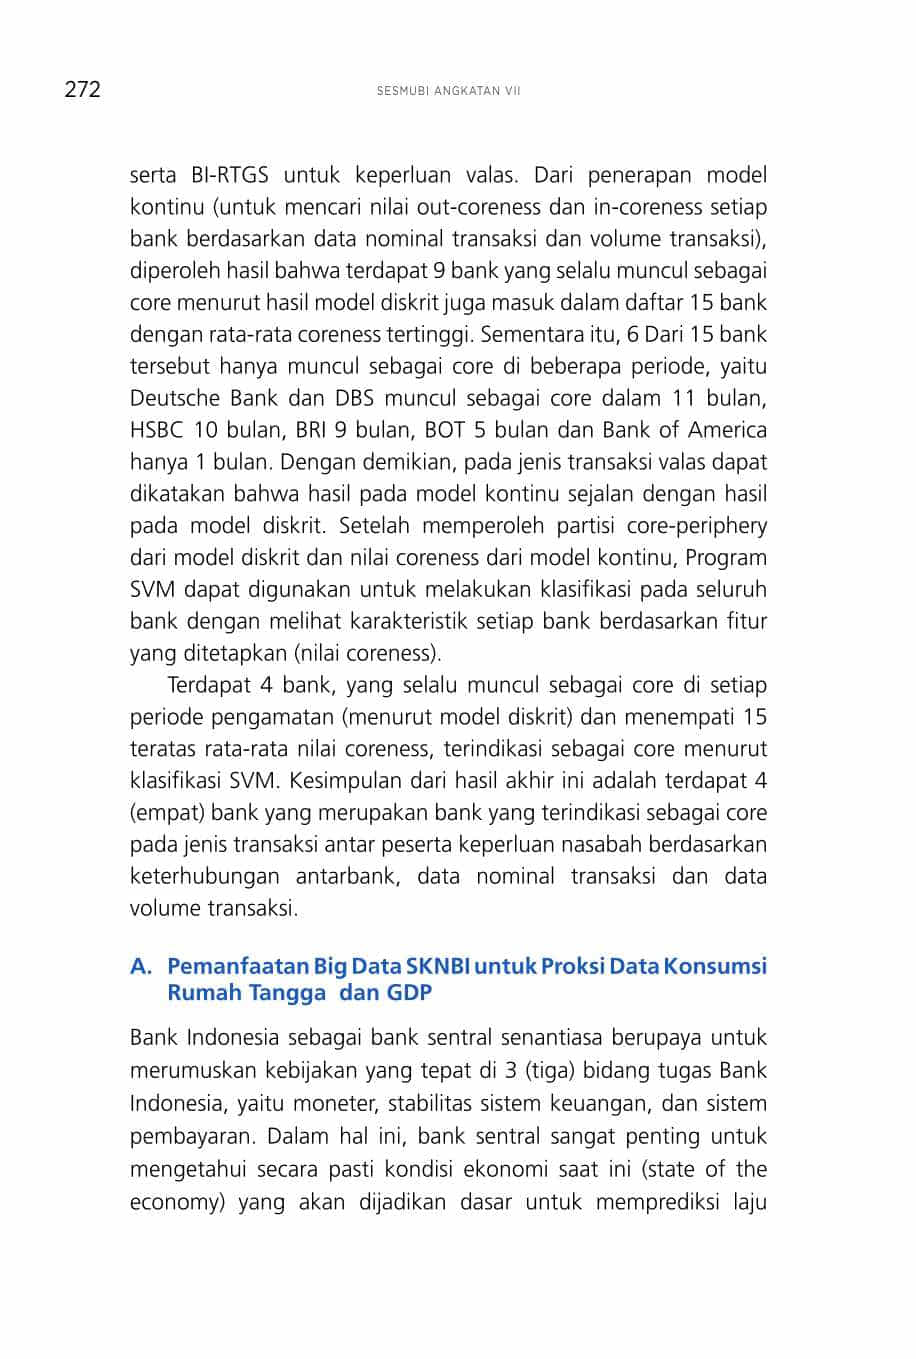 272
SESMUBI ANGKATAN VII
serta BI-RTGS untuk keperluan valas. Dari penerapan model
kontinu (untuk mencari nilai out-coreness dan in-coreness setiap
bank berdasarkan data nominal transaksi dan volume transaksi),
diperoleh hasil bahwa terdapat 9 bank yang selalu muncul sebagai
core menurut hasil model diskrit juga masuk dalam daftar 15 bank
dengan rata-rata coreness tertinggi. Sementara itu, 6 Dari 15 bank
tersebut hanya muncul sebagai core di beberapa periode, yaitu
Deutsche Bank dan DBS muncul sebagai core dalam 11 bulan,
HSBC 10 bulan, BRI 9 bulan, BOT 5 bulan dan Bank of America
hanya 1 bulan. Dengan demikian, pada jenis transaksi valas dapat
dikatakan bahwa hasil pada model kontinu sejalan dengan hasil
pada model diskrit. Setelah memperoleh partisi core-periphery
dari model diskrit dan nilai coreness dari model kontinu, Program
SVM dapat digunakan untuk melakukan klasifikasi pada seluruh
bank dengan melihat karakteristik setiap bank berdasarkan fitur
yang ditetapkan (nilai coreness).
Terdapat 4 bank, yang selalu muncul sebagai core di setiap
periode pengamatan (menurut model diskrit) dan menempati 15
teratas rata-rata nilai coreness, terindikasi sebagai core menurut
klasifikasi SVM. Kesimpulan dari hasil akhir ini adalah terdapat 4
(empat) bank yang merupakan bank yang terindikasi sebagai core
pada jenis transaksi antar peserta keperluan nasabah berdasarkan
keterhubungan antarbank, data nominal transaksi dan data
volume transaksi.
A. Pemanfaatan Big Data SKNBI untuk Proksi Data Konsumsi
Rumah Tangga dan GDP
Bank Indonesia sebagai bank sentral senantiasa berupaya untuk
merumuskan kebijakan yang tepat di 3 (tiga) bidang tugas Bank
Indonesia, yaitu moneter, stabilitas sistem keuangan, dan sistem
pembayaran. Dalam hal ini, bank sentral sangat penting untuk
mengetahui secara pasti kondisi ekonomi saat ini (state of the
economy) yang akan dijadikan dasar untuk memprediksi laju